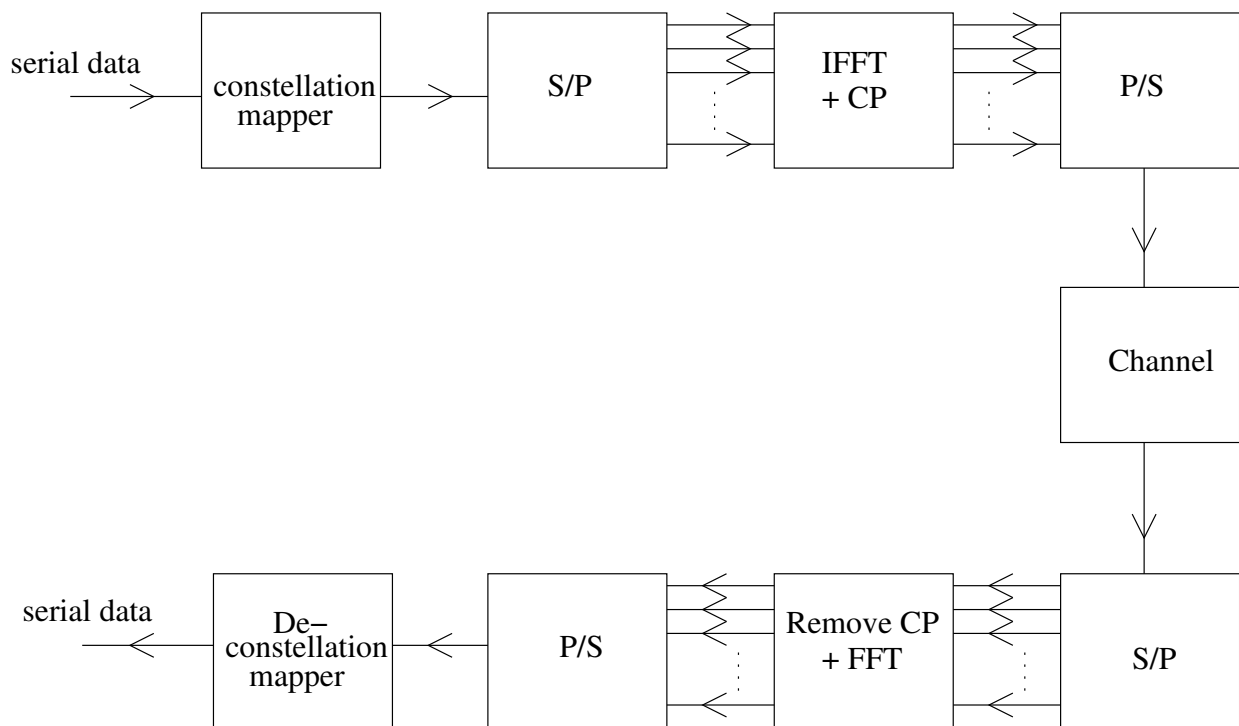 serial data
constellation
mapper
S/P
IFFT
+ CP
P/S
Channel
serial data
De−
constellation
mapper
P/S
Remove CP
+ FFT
S/P